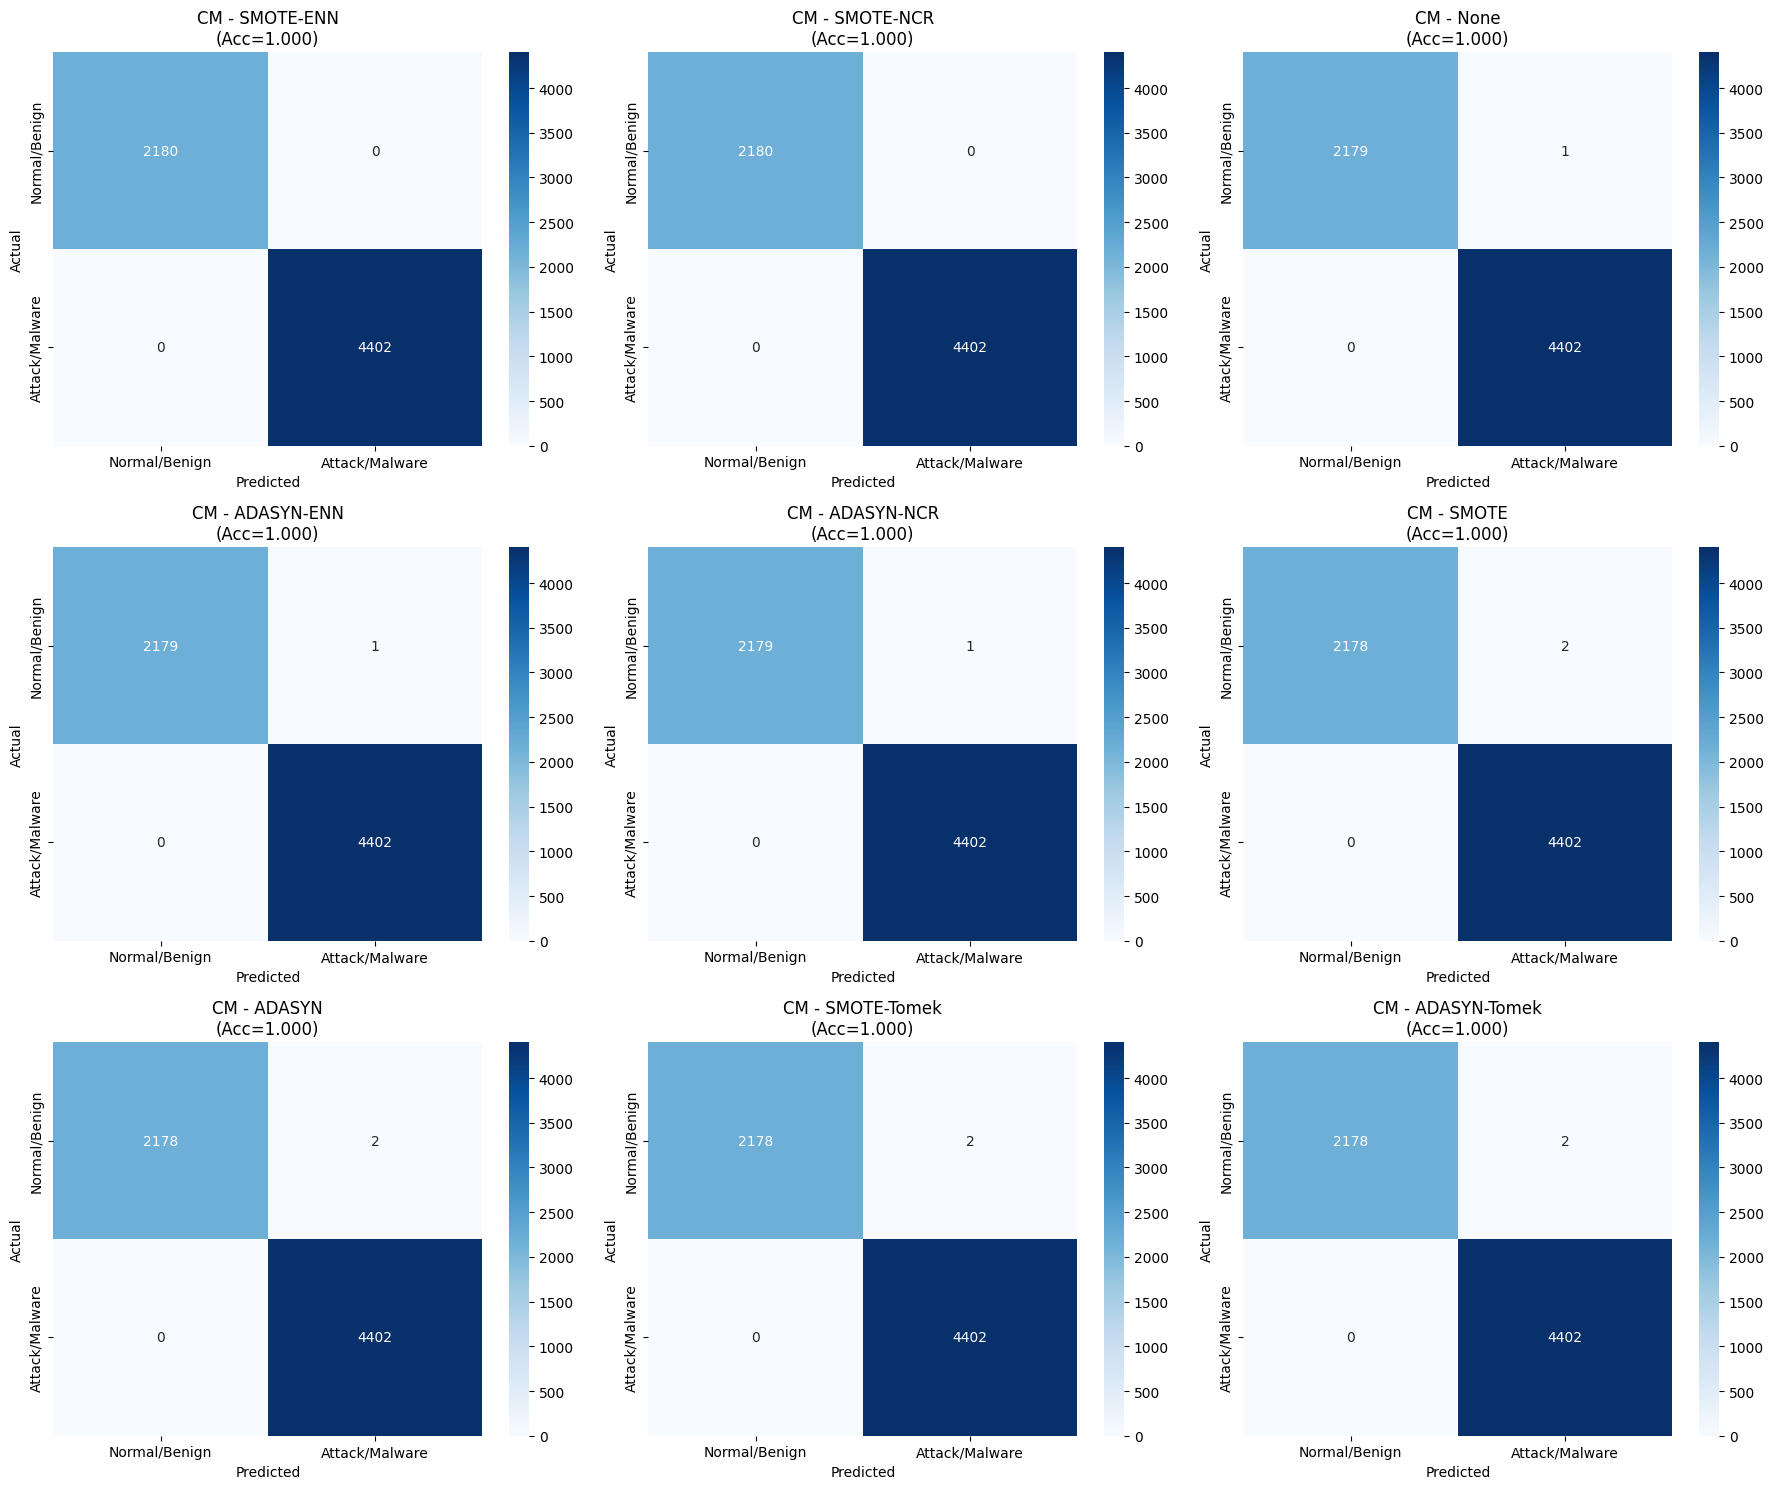 CM - SMOTE-ENN
(Acc=1.000)
Actual
Normal/Benign
Attack/Malware
2180
0
0
4402
Normal/Benign
Attack/Malware
Predicted
4000
3500
3000
2500
2000
1500
1000
500
0
CM - SMOTE-NCR
(Acc=1.000)
Actual
Normal/Benign
Attack/Malware
2180
0
0
4402
Normal/Benign
Attack/Malware
Predicted
4000
3500
3000
2500
2000
1500
1000
500
0
CM - None
(Acc=1.000)
Actual
Normal/Benign
Attack/Malware
2179
1
0
4402
Normal/Benign
Attack/Malware
Predicted
4000
3500
3000
2500
2000
1500
1000
500
0
CM - ADASYN-ENN
(Acc=1.000)
Actual
Normal/Benign
Attack/Malware
2179
1
0
4402
Normal/Benign
Attack/Malware
Predicted
4000
3500
3000
2500
2000
1500
1000
500
0
CM - ADASYN-NCR
(Acc=1.000)
Actual
Normal/Benign
Attack/Malware
2179
1
0
4402
Normal/Benign
Attack/Malware
Predicted
4000
3500
3000
2500
2000
1500
1000
500
0
CM - SMOTE
(Acc=1.000)
Actual
Normal/Benign
Attack/Malware
2178
2
0
4402
Normal/Benign
Attack/Malware
Predicted
4000
3500
3000
2500
2000
1500
1000
500
0
CM - ADASYN
(Acc=1.000)
Actual
Normal/Benign
Attack/Malware
2178
2
0
4402
Normal/Benign
Attack/Malware
Predicted
4000
3500
3000
2500
2000
1500
1000
500
0
CM - SMOTE-Tomek
(Acc=1.000)
Actual
Normal/Benign
Attack/Malware
2178
2
0
4402
Normal/Benign
Attack/Malware
Predicted
4000
3500
3000
2500
2000
1500
1000
500
0
CM - ADASYN-Tomek
(Acc=1.000)
Actual
Normal/Benign
Attack/Malware
2178
2
0
4402
Normal/Benign
Attack/Malware
Predicted
4000
3500
3000
2500
2000
1500
1000
500
0